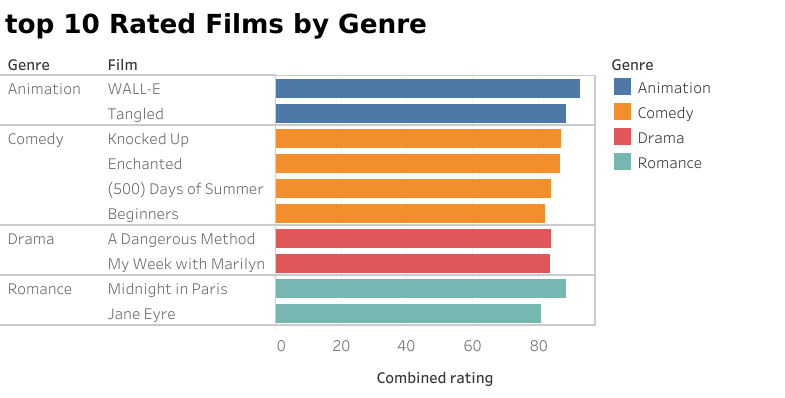 top 10 Rated Films by Genre
Genre Film
Animation WALL-E
Tangled
Comedy Knocked Up
Enchanted
(500) Days of Summer
Beginners
Drama A Dangerous Method
My Week with Marilyn
Romance Midnight in Paris
Jane Eyre
0 20 40 60 80
Combined rating
Genre
Animation
Comedy
Drama
Romance